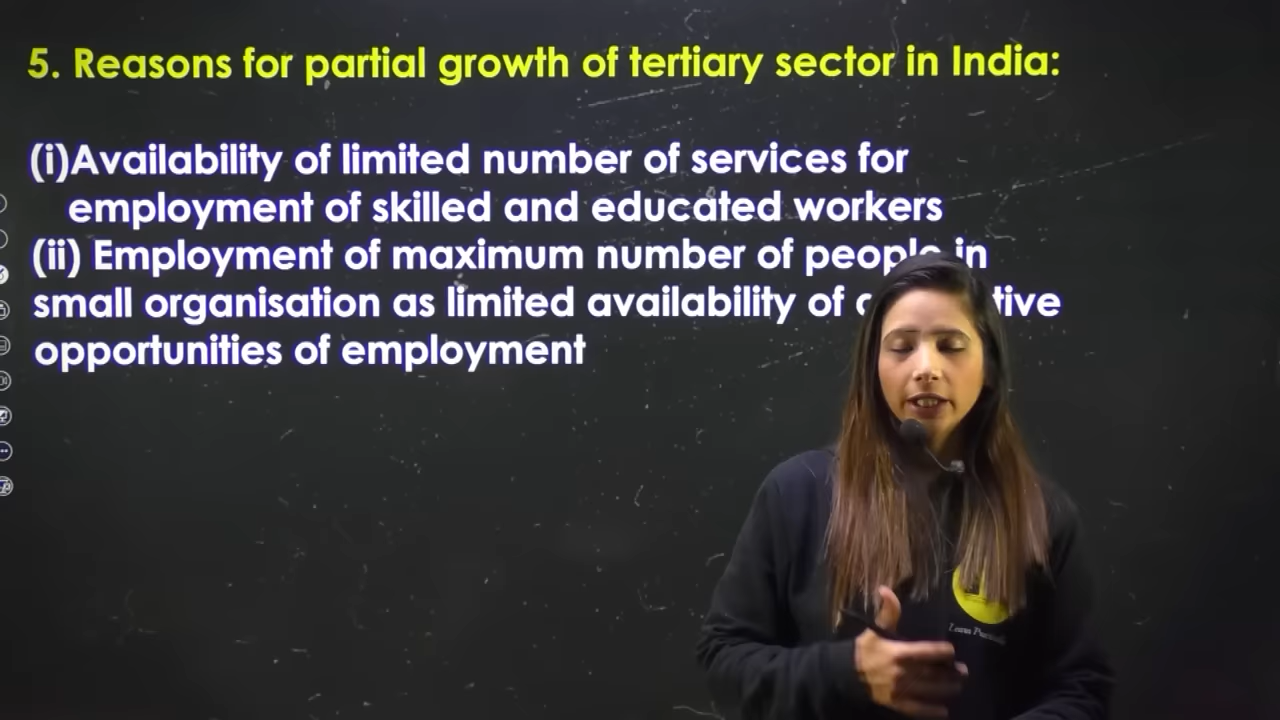 5. Reasons for partial growth of tertiary sector in India:
(i)Availability of limited number of services for
employment of skilled and educated workers
(ii) Employment of maximum number of people in
small organisation as limited availability of
opportunities of employment